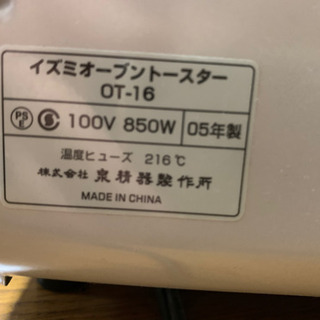 イズミオーブントースター
OT-16
PS E 100V 850W 05年製
温度ヒューズ 216℃
株式会社 泉精器製作所
MADE IN CHINA